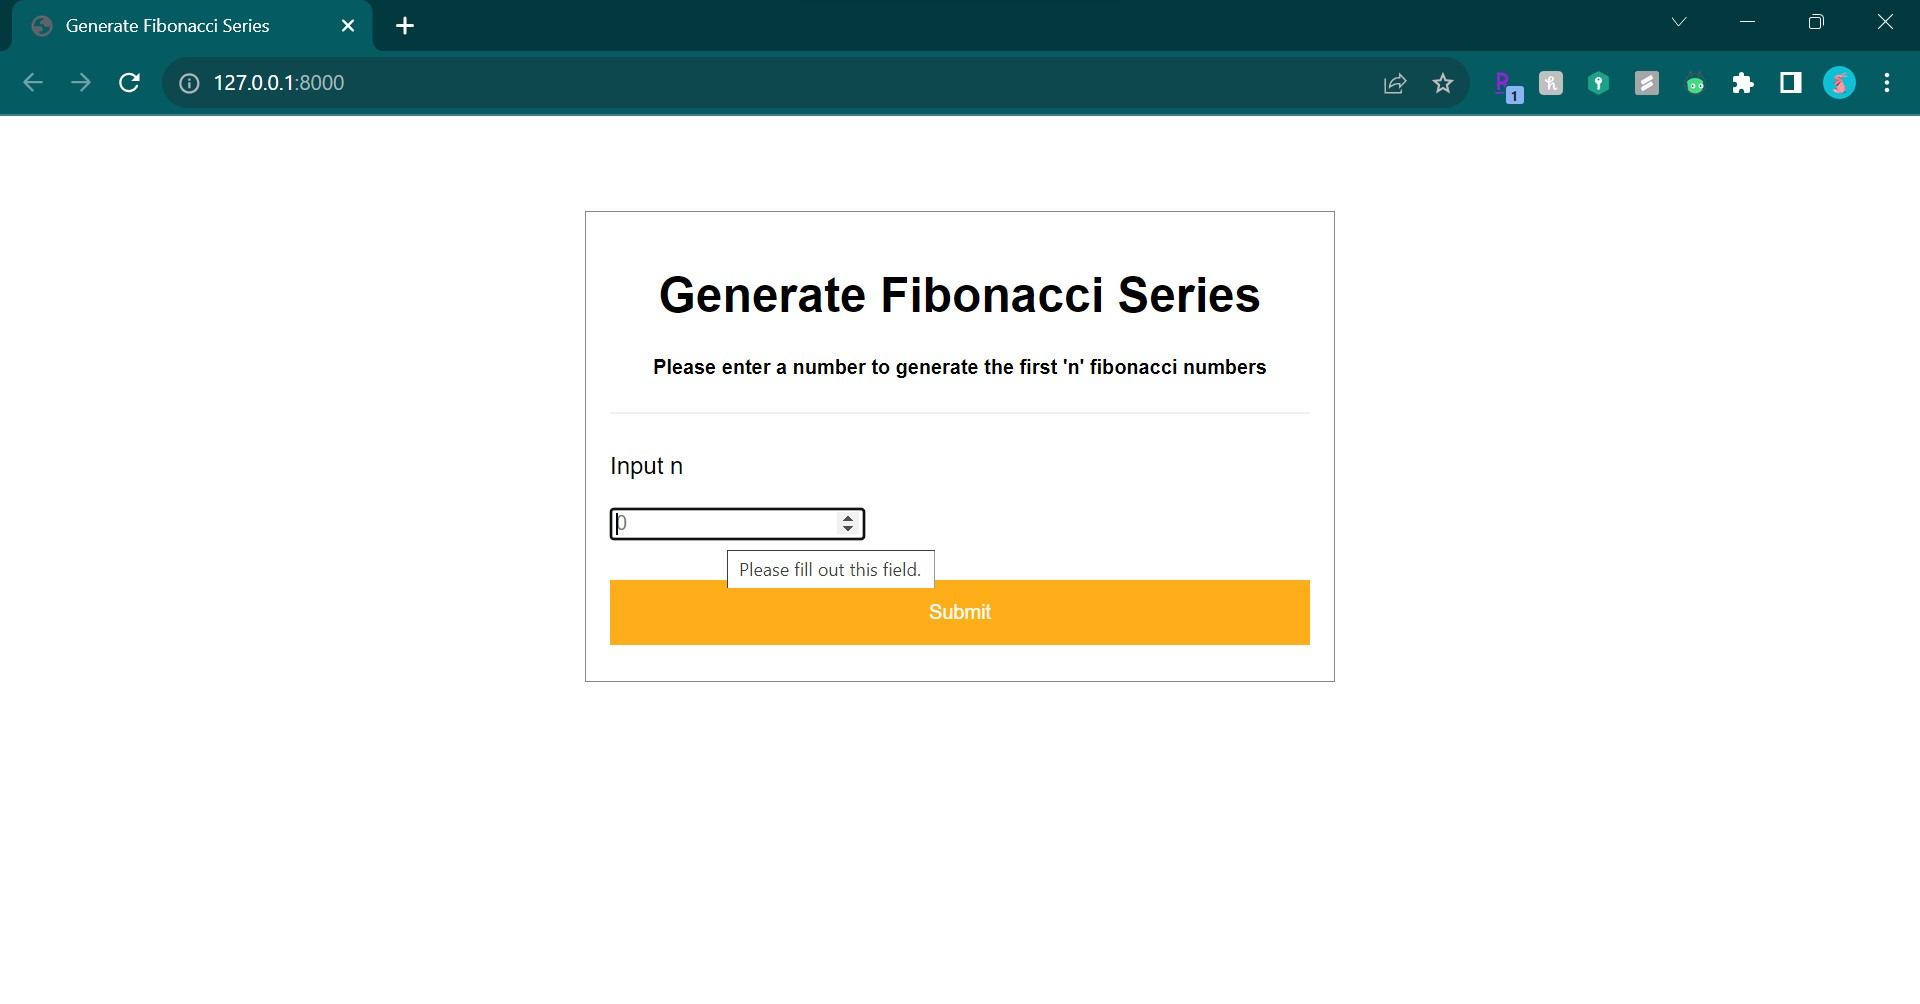 Generate Fibonacci Series
127.0.0.1:8000
1
Generate Fibonacci Series
Please enter a number to generate the first 'n' fibonacci numbers
Input n
0
Please fill out this field.
Submit